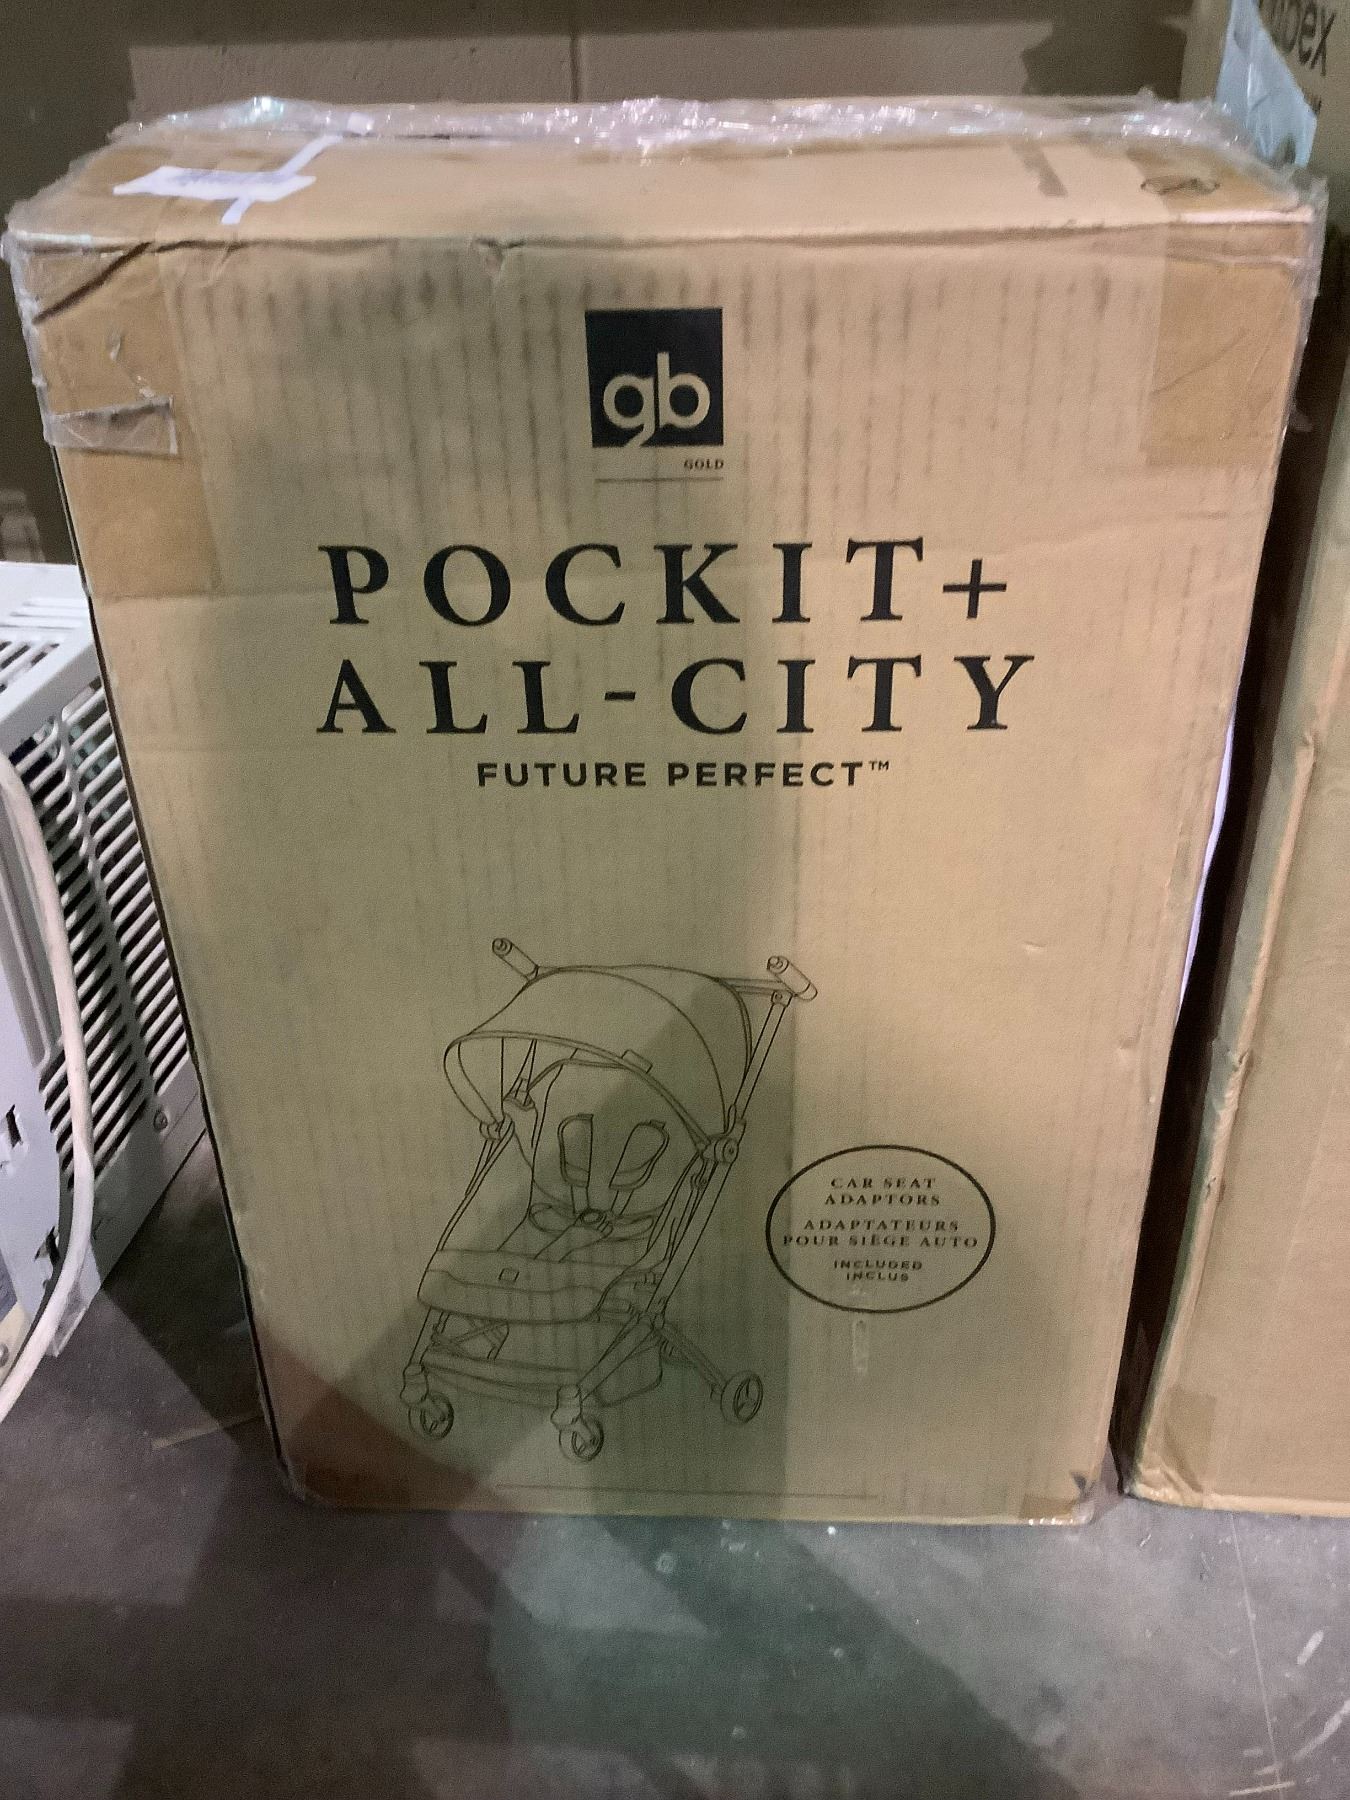 gb
GOLD
POCKIT+
ALL-CITY
FUTURE PERFECT™
CAR SEAT
ADAPTORS
ADAPTATEURS
POUR SIÈGE AUTO
INCLUDED
INCLUS